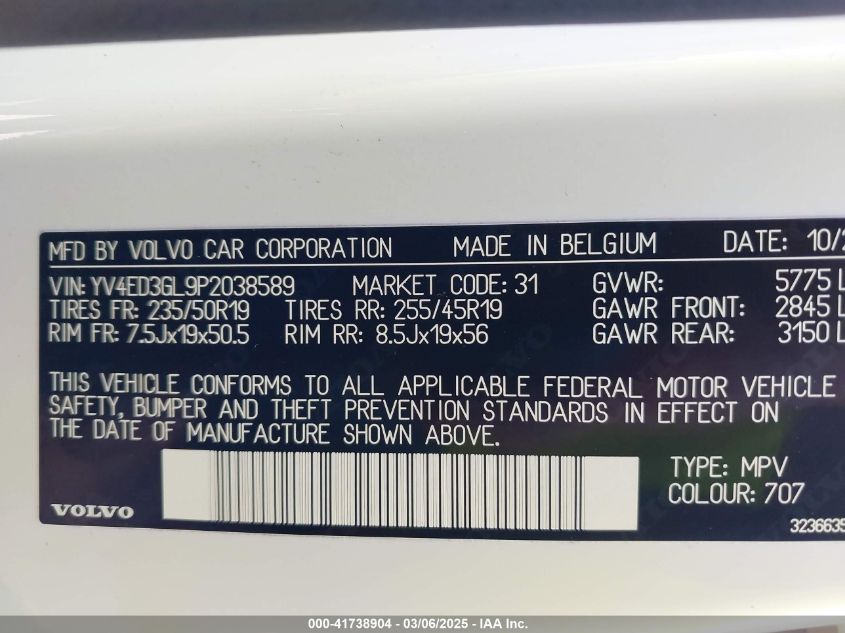 MFD BY VOLVO CAR CORPORATION MADE IN BELGIUM DATE: 10/2
VIN: YV4ED3GL9P2038589 MARKET CODE: 31 GVWR: 5775 L
TIRES FR: 235/50R19 TIRES RR: 255/45R19 GAWR FRONT: 2845 L
RIM FR: 7.5Jx19x50.5 RIM RR: 8.5Jx19x56 GAWR REAR: 3150 L
THIS VEHICLE CONFORMS TO ALL APPLICABLE FEDERAL MOTOR VEHICLE
SAFETY, BUMPER AND THEFT PREVENTION STANDARDS IN EFFECT ON
THE DATE OF MANUFACTURE SHOWN ABOVE.
TYPE: MPV
COLOUR: 707
VOLVO
3236635
000-41738904 - 03/06/2025 - IAA Inc.